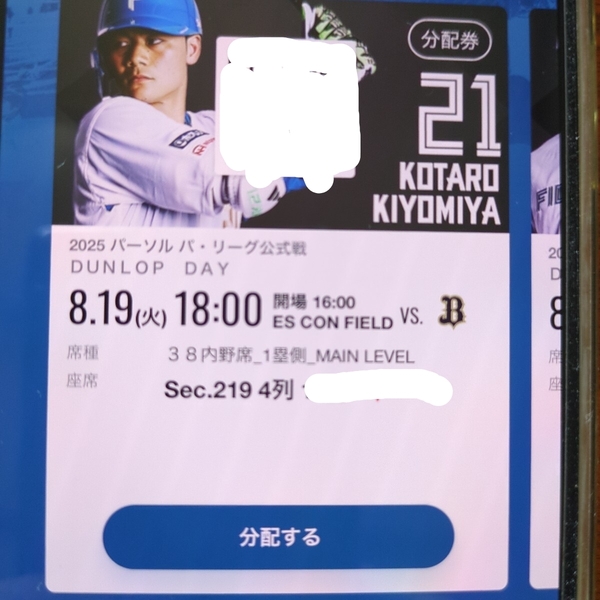 分配券
21
KOTARO
KIYOMIYA
2025 パーソル パ・リーグ公式戦
DUNLOP DAY
8.19(火) 18:00 開場 16:00
ES CON FIELD VS. B
席種 38内野席_1塁側_MAIN LEVEL
座席 Sec.219 4列
分配する